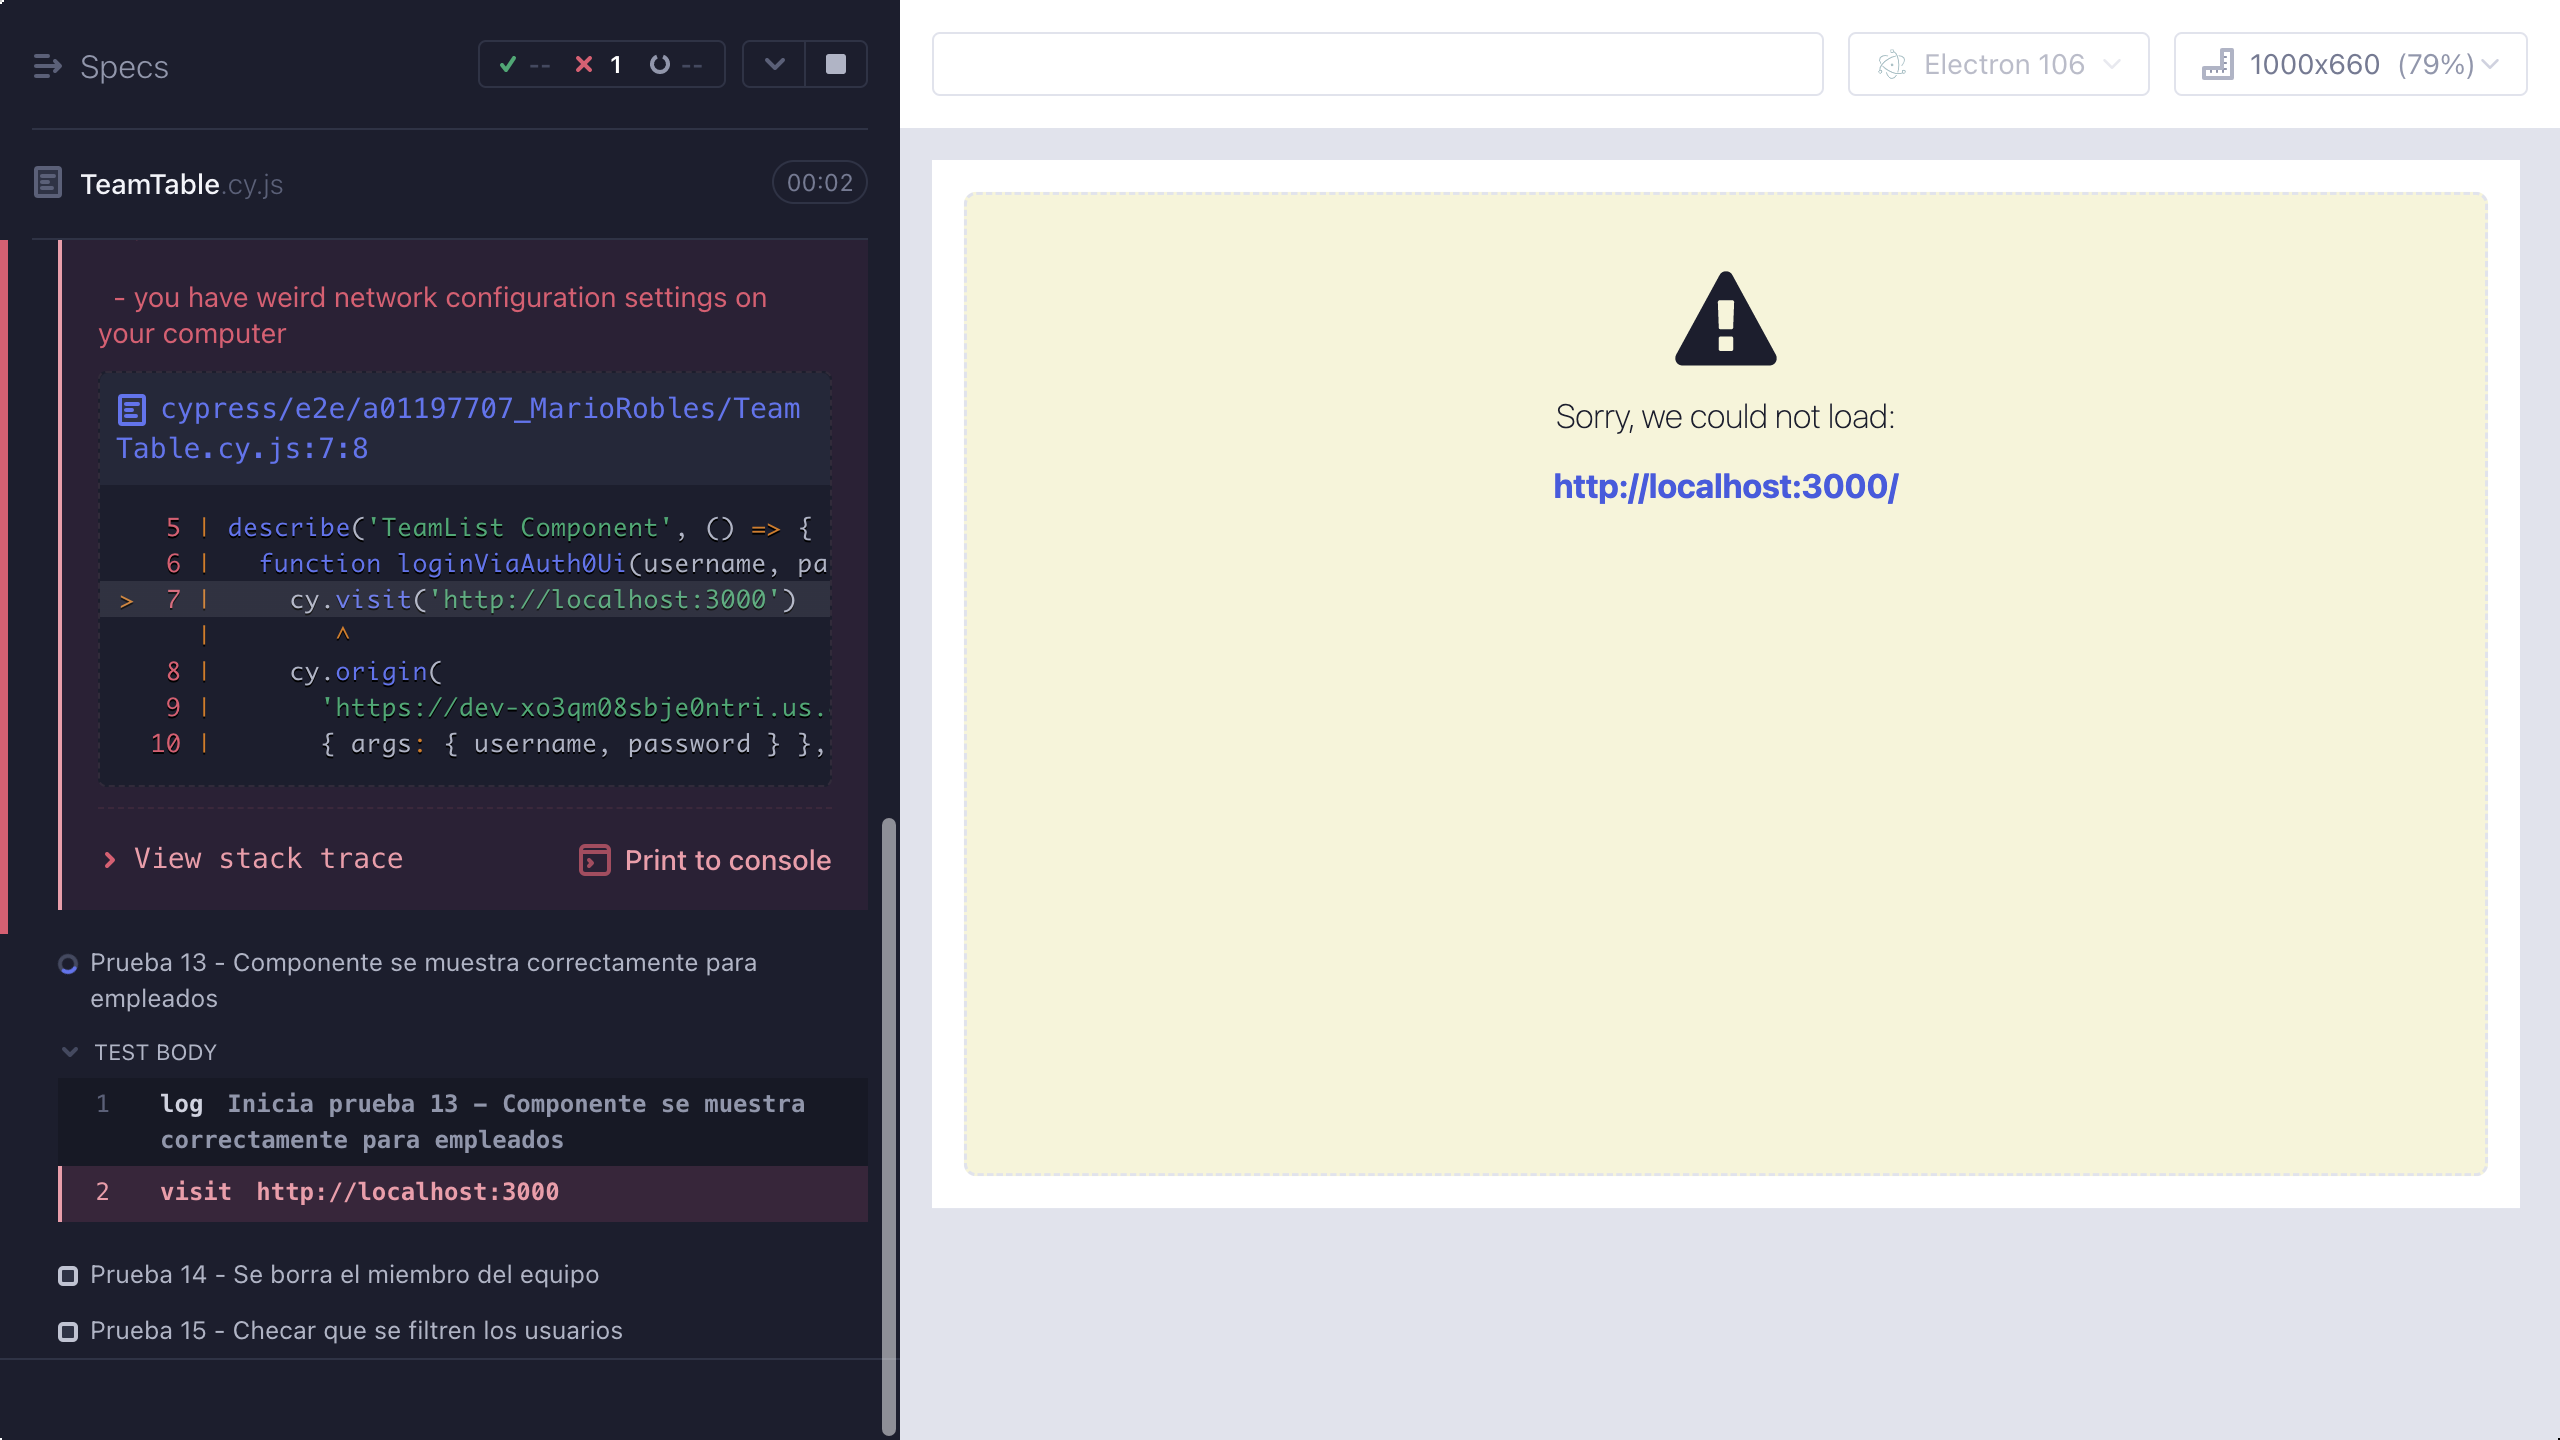 Specs
-- 1 --
TeamTable.cy.js
00:02
- you have weird network configuration settings on
your computer
cypress/e2e/a01197707_MarioRobles/Team
Table.cy.js:7:8
5 | describe('TeamList Component', () => {
6 |   function loginViaAuth0Ui(username, pa
> 7 |     cy.visit('http://localhost:3000')
|        ^
8 |     cy.origin(
9 |       'https://dev-xo3qm08sbje0ntri.us.
10 |       { args: { username, password } },
View stack trace
Print to console
Prueba 13 - Componente se muestra correctamente para
empleados
TEST BODY
1 log Inicia prueba 13 – Componente se muestra
correctamente para empleados
2 visit http://localhost:3000
Prueba 14 - Se borra el miembro del equipo
Prueba 15 - Checar que se filtren los usuarios
Electron 106
1000x660 (79%)
Sorry, we could not load:
http://localhost:3000/